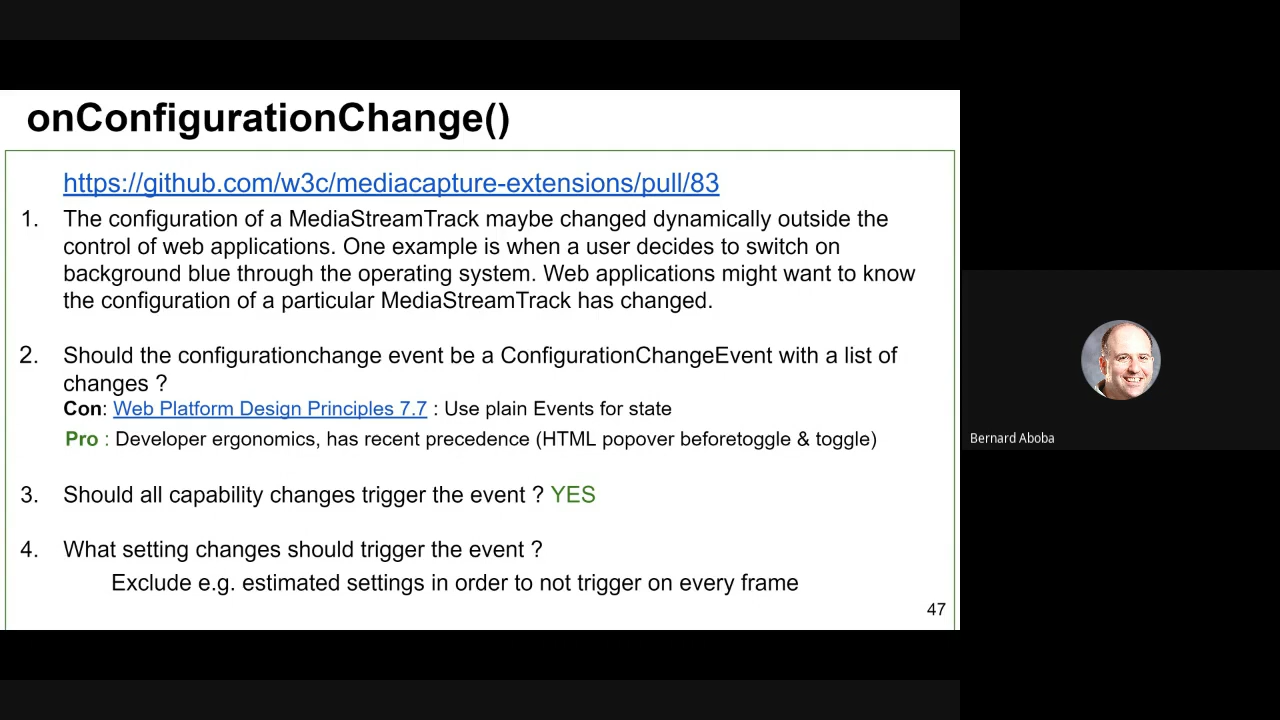 onConfigurationChange()
https://github.com/w3c/mediacapture-extensions/pull/83
1. The configuration of a MediaStreamTrack maybe changed dynamically outside the
control of web applications. One example is when a user decides to switch on
background blue through the operating system. Web applications might want to know
the configuration of a particular MediaStreamTrack has changed.
2. Should the configurationchange event be a ConfigurationChangeEvent with a list of
changes ?
Con: Web Platform Design Principles 7.7 : Use plain Events for state
Pro : Developer ergonomics, has recent precedence (HTML popover beforetoggle & toggle)
3. Should all capability changes trigger the event ? YES
4. What setting changes should trigger the event ?
Exclude e.g. estimated settings in order to not trigger on every frame
47
Bernard Aboba